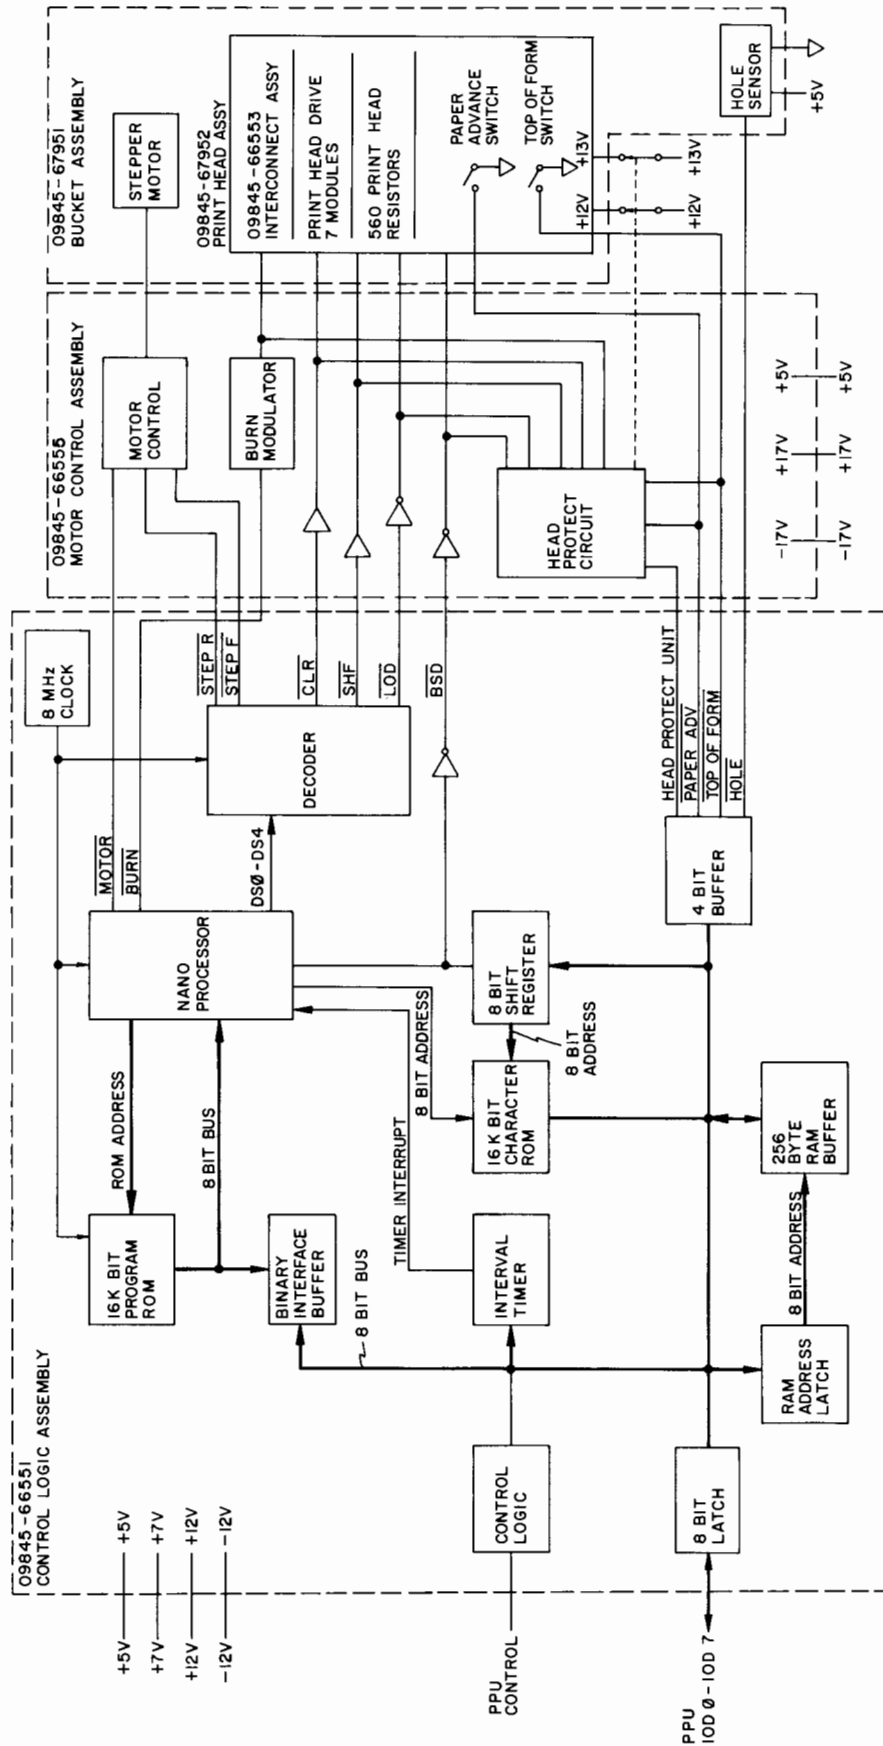 09845-66551
CONTROL LOGIC ASSEMBLY
+5V
+5V
+7V
+7V
+12V
+12V
-12V
-12V
PPU
CONTROL
PPU
IOD 0-IOD 7
CONTROL
LOGIC
8 BIT
LATCH
16K BIT
PROGRAM
ROM
ROM ADDRESS
8 BIT BUS
BINARY
INTERFACE
BUFFER
8 BIT BUS
INTERVAL
TIMER
TIMER INTERRUPT
RAM
ADDRESS
LATCH
8 BIT ADDRESS
256
BYTE
RAM
BUFFER
16K BIT
CHARACTER
ROM
8 BIT ADDRESS
8 BIT
ADDRESS
8 BIT
SHIFT
REGISTER
NANO
PROCESSOR
MOTOR
BURN
DSØ-DS4
8 MHz
CLOCK
DECODER
STEP R
STEP F
CLR
SHF
LOD
BSD
4 BIT
BUFFER
HEAD PROTECT UNIT
PAPER ADV
TOP OF FORM
HOLE
09845-66555
MOTOR CONTROL ASSEMBLY
MOTOR
CONTROL
BURN
MODULATOR
HEAD
PROTECT
CIRCUIT
-17V
-17V
+17V
+17V
+5V
+5V
09845-67951
BUCKET ASSEMBLY
STEPPER
MOTOR
09845-67952
PRINT HEAD ASSY
09845-66553
INTERCONNECT ASSY
PRINT HEAD DRIVE
7 MODULES
560 PRINT HEAD
RESISTORS
PAPER
ADVANCE
SWITCH
TOP OF FORM
SWITCH
+12V
+13V
+12V
+13V
HOLE
SENSOR
+5V